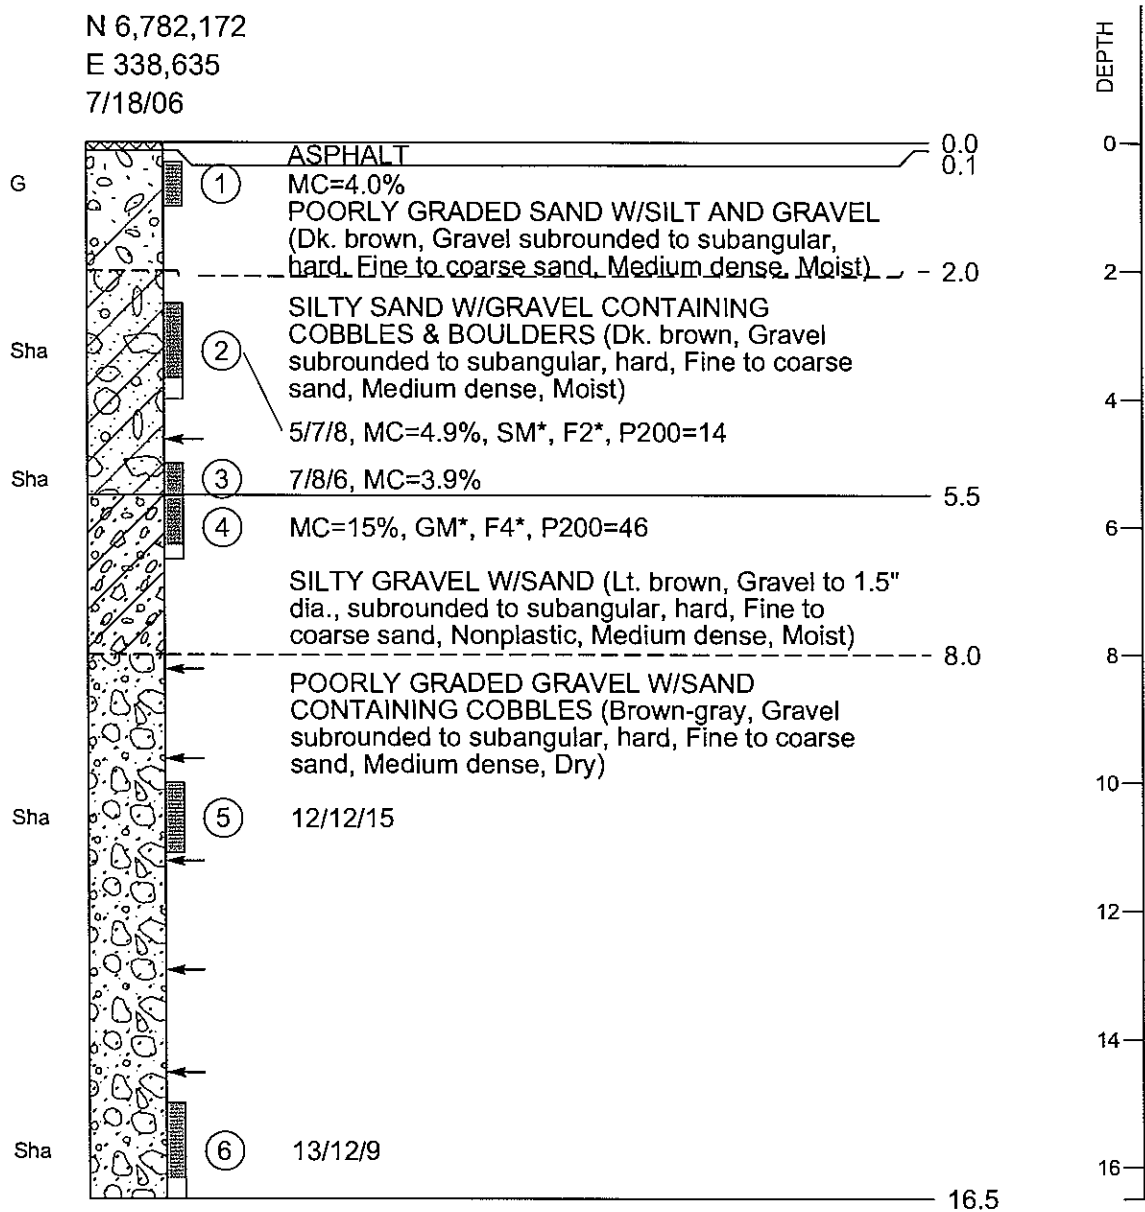 N 6,782,172
E 338,635
7/18/06
DEPTH
ASPHALT
0.0
0.1
0
G
1
MC=4.0%
POORLY GRADED SAND W/SILT AND GRAVEL
(Dk. brown, Gravel subrounded to subangular,
hard, Fine to coarse sand, Medium dense, Moist)
2.0
2
SILTY SAND W/GRAVEL CONTAINING
COBBLES & BOULDERS (Dk. brown, Gravel
subrounded to subangular, hard, Fine to coarse
sand, Medium dense, Moist)
Sha
2
4
5/7/8, MC=4.9%, SM*, F2*, P200=14
Sha
3
7/8/6, MC=3.9%
5.5
4
MC=15%, GM*, F4*, P200=46
6
SILTY GRAVEL W/SAND (Lt. brown, Gravel to 1.5"
dia., subrounded to subangular, hard, Fine to
coarse sand, Nonplastic, Medium dense, Moist)
8.0
8
POORLY GRADED GRAVEL W/SAND
CONTAINING COBBLES (Brown-gray, Gravel
subrounded to subangular, hard, Fine to coarse
sand, Medium dense, Dry)
10
Sha
5
12/12/15
12
14
Sha
6
13/12/9
16
16.5